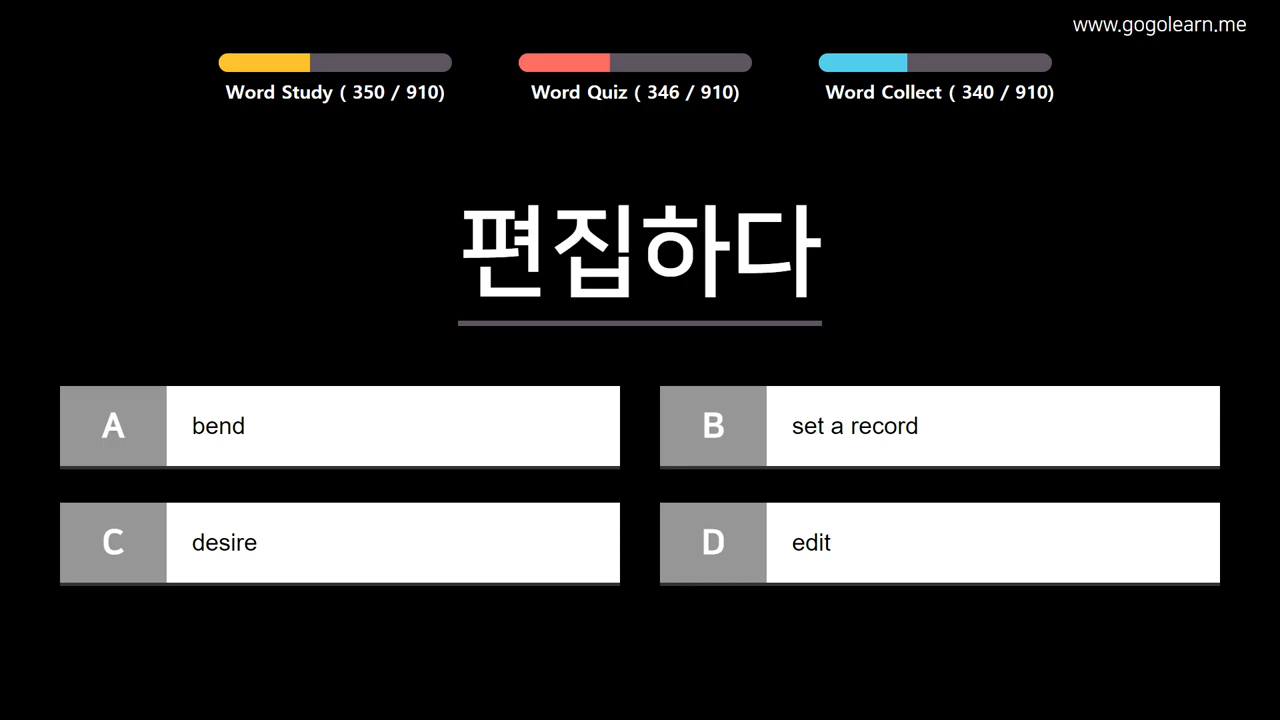 www.gogolearn.me
Word Study ( 350 / 910)
Word Quiz ( 346 / 910)
Word Collect ( 340 / 910)
편집하다
A bend
B set a record
C desire
D edit